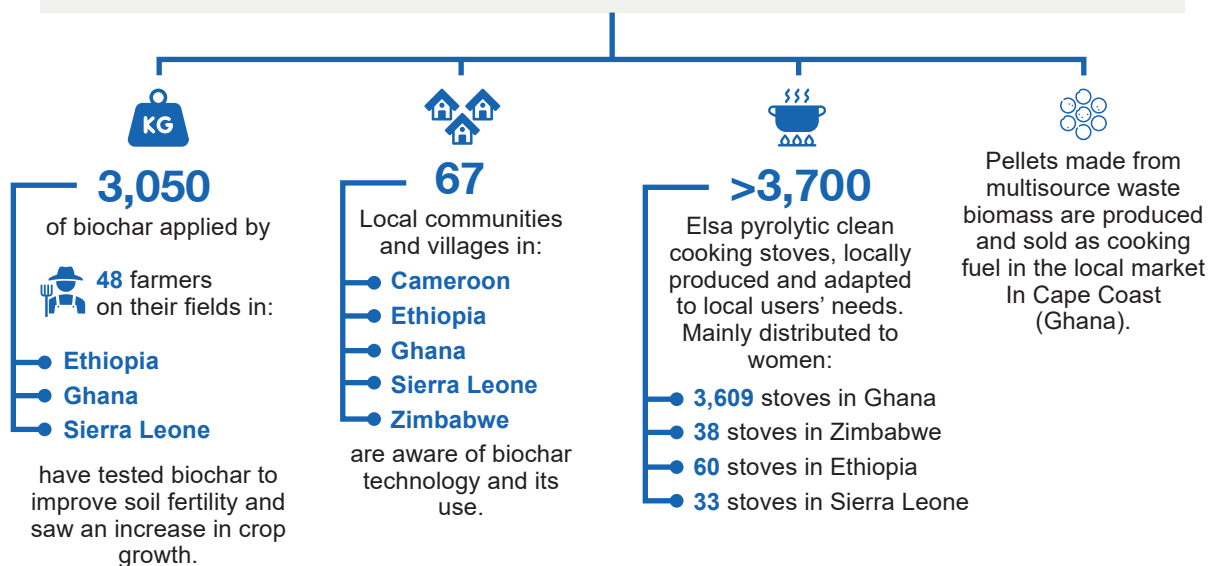 KG
3,050
of biochar applied by
48 farmers
on their fields in:
Ethiopia
Ghana
Sierra Leone
have tested biochar to
improve soil fertility and
saw an increase in crop
growth.
67
Local communities
and villages in:
Cameroon
Ethiopia
Ghana
Sierra Leone
Zimbabwe
are aware of biochar
technology and its
use.
>3,700
Elsa pyrolytic clean
cooking stoves, locally
produced and adapted
to local users’ needs.
Mainly distributed to
women:
3,609 stoves in Ghana
38 stoves in Zimbabwe
60 stoves in Ethiopia
33 stoves in Sierra Leone
Pellets made from
multisource waste
biomass are produced
and sold as cooking
fuel in the local market
In Cape Coast
(Ghana).